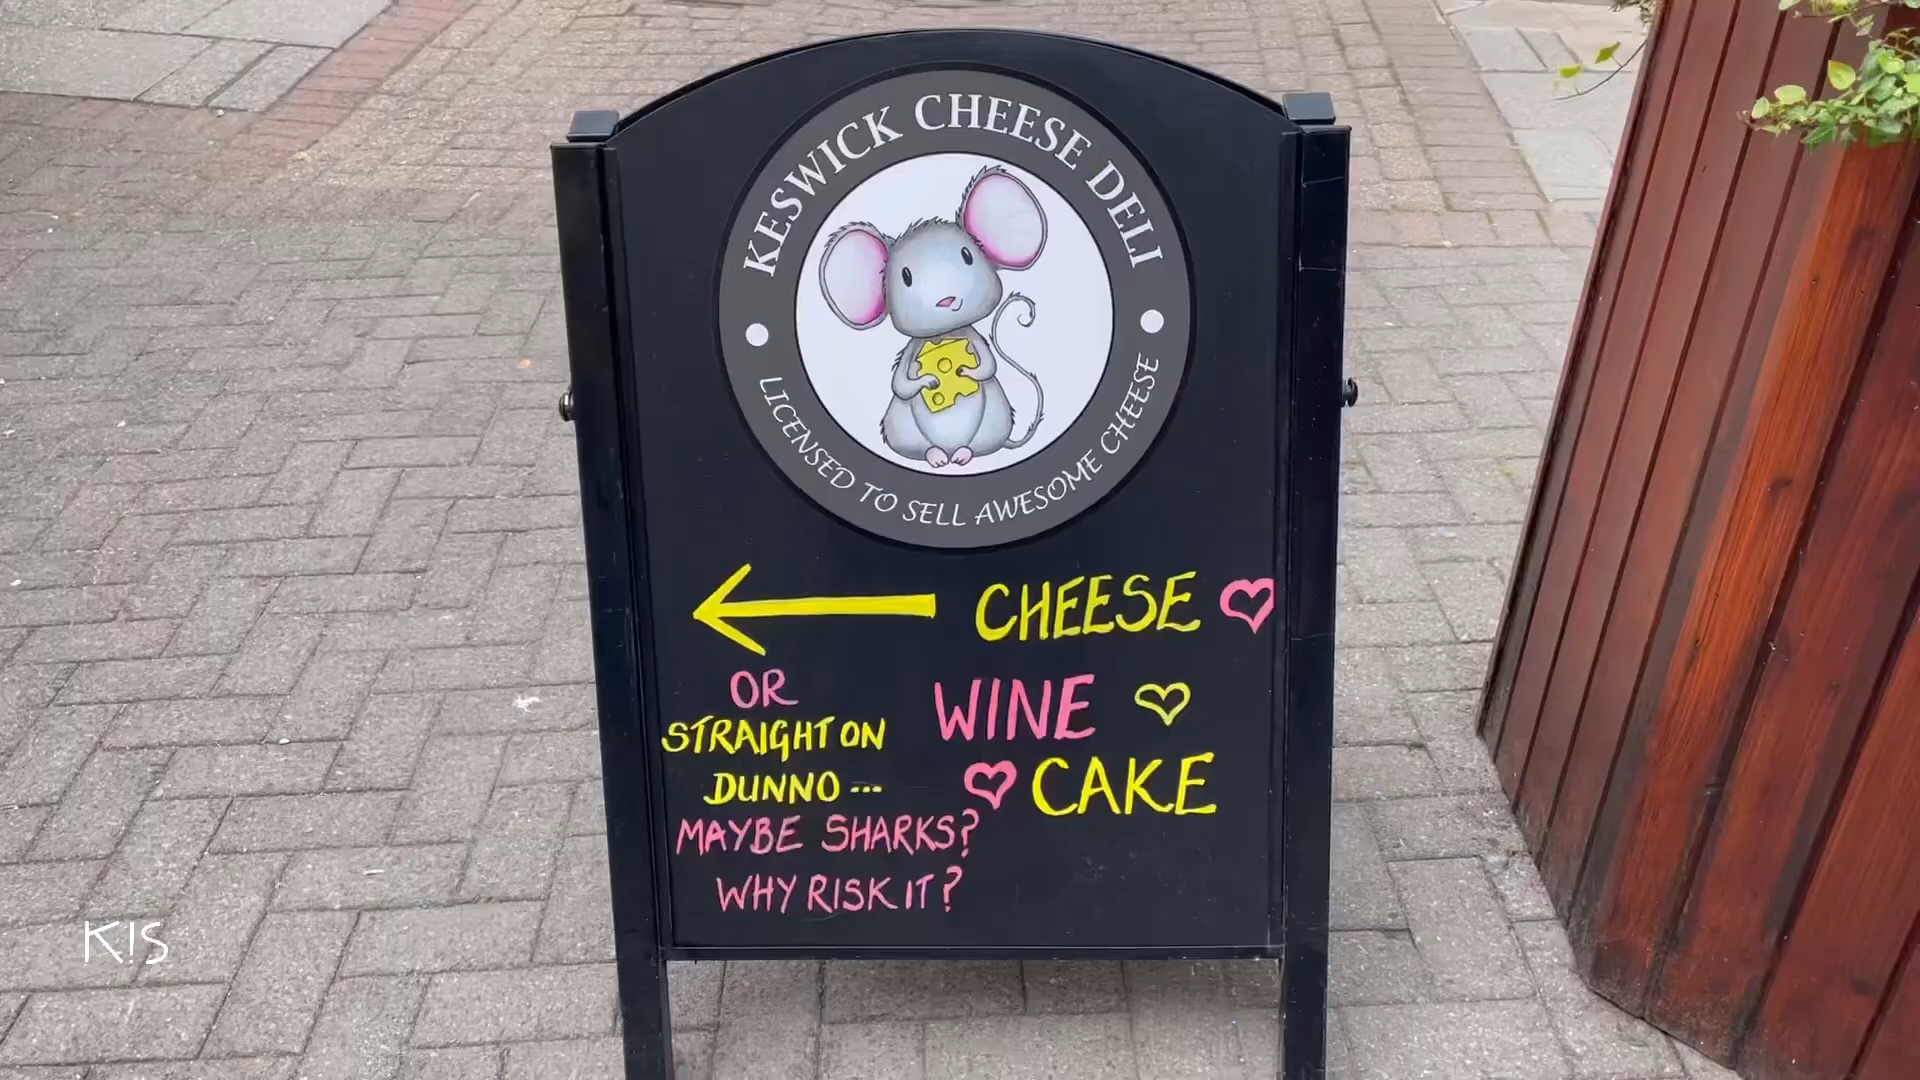 KESWICK CHEESE DELI
LICENSED TO SELL AWESOME CHEESE
CHEESE
WINE
CAKE
OR
STRAIGHT ON
DUNNO...
MAYBE SHARKS?
WHY RISK IT?
K!S